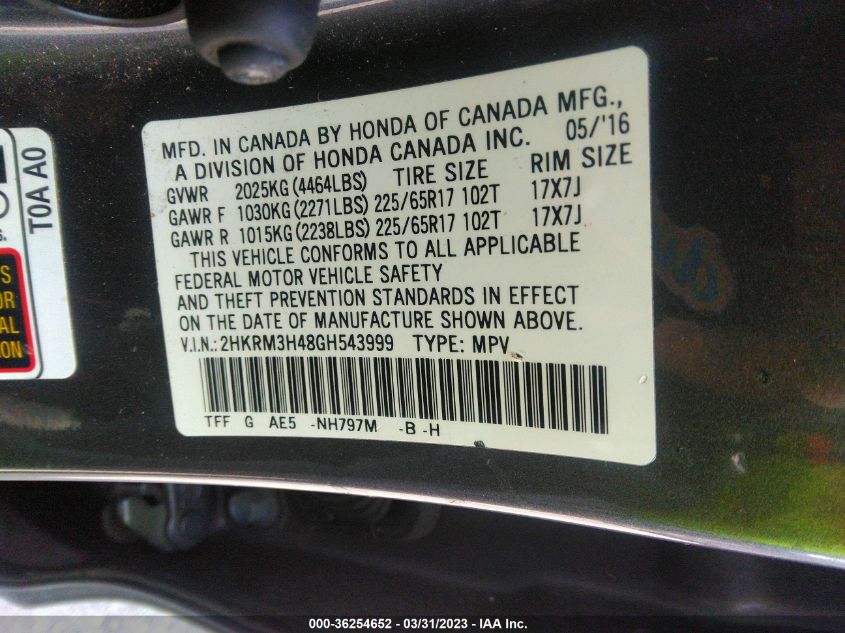 MFD. IN CANADA BY HONDA OF CANADA MFG.,
A DIVISION OF HONDA CANADA INC. 05/'16
GVWR 2025KG (4464LBS) TIRE SIZE RIM SIZE
GAWR F 1030KG (2271LBS) 225/65R17 102T 17X7J
GAWR R 1015KG (2238LBS) 225/65R17 102T 17X7J
THIS VEHICLE CONFORMS TO ALL APPLICABLE
FEDERAL MOTOR VEHICLE SAFETY
AND THEFT PREVENTION STANDARDS IN EFFECT
ON THE DATE OF MANUFACTURE SHOWN ABOVE.
V.I.N.: 2HKRM3H48GH543999 TYPE: MPV
TFF G AE5 -NH797M -B -H
T0A A0
000-36254652 / 03/31/2023 / IAA Inc.